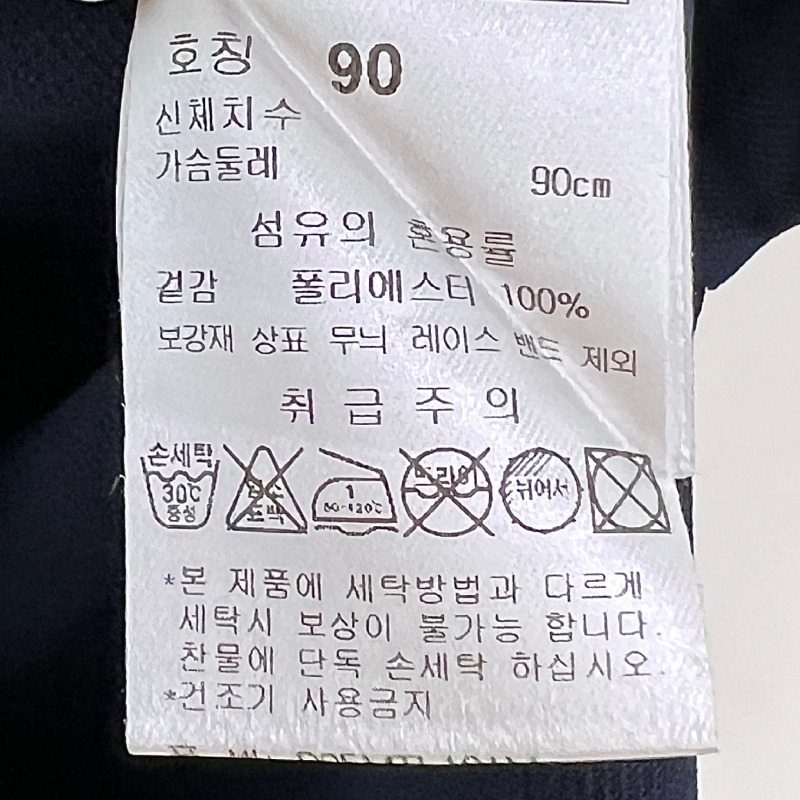 호칭 90
신체치수
가슴둘레 90cm
섬유의 혼용률
겉감 폴리에스터 100%
보강재 상표 무늬 레이스 밴드 제외
취급주의
손세탁 30℃ 중성
염소 표백
1 80~120℃
드라이
뉘어서
*본 제품에 세탁방법과 다르게
세탁시 보상이 불가능 합니다.
찬물에 단독 손세탁 하십시오.
*건조기 사용금지